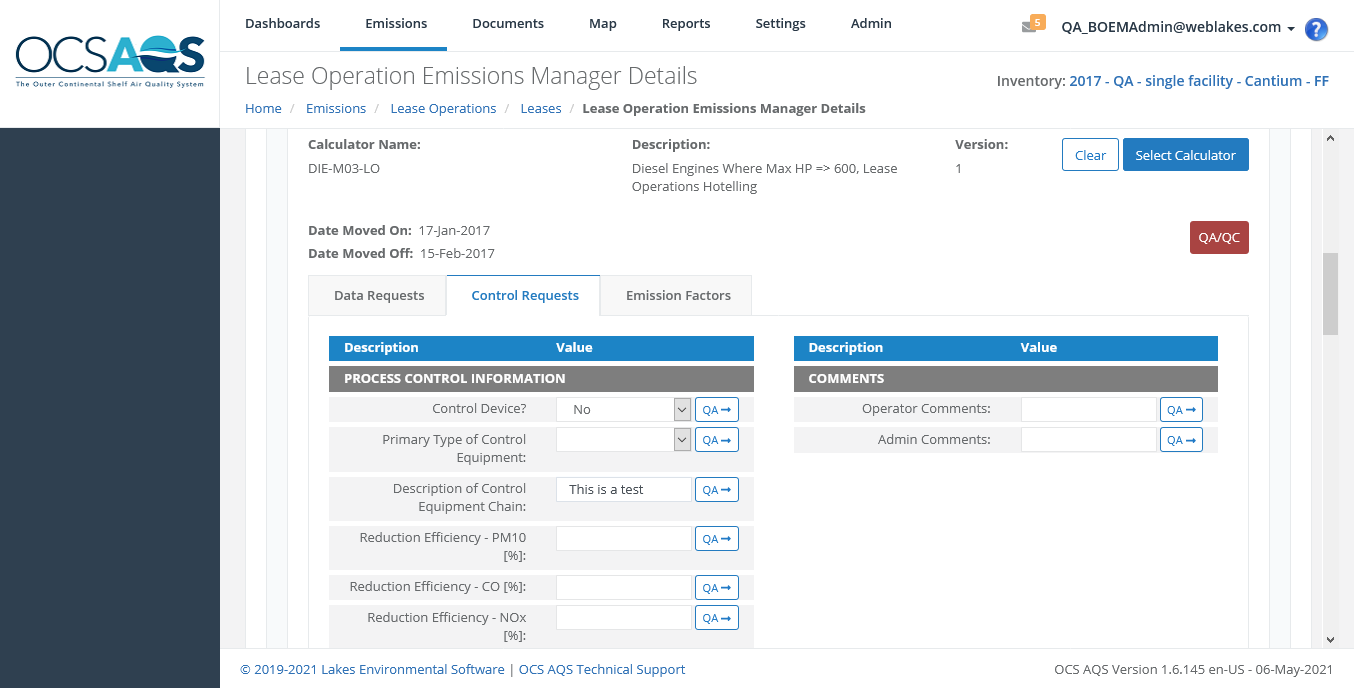 OCSAQS
The Outer Continental Shelf Air Quality System
Dashboards Emissions Documents Map Reports Settings Admin
5
QA_BOEMAdmin@weblakes.com
?
Lease Operation Emissions Manager Details
Inventory: 2017 - QA - single facility - Cantium - FF
Home / Emissions / Lease Operations / Leases / Lease Operation Emissions Manager Details
Calculator Name:
DIE-M03-LO
Description:
Diesel Engines Where Max HP => 600, Lease
Operations Hotelling
Version:
1
Clear
Select Calculator
Date Moved On: 17-Jan-2017
Date Moved Off: 15-Feb-2017
QA/QC
Data Requests Control Requests Emission Factors
Description Value
PROCESS CONTROL INFORMATION
Control Device? No QA
Primary Type of Control
Equipment: QA
Description of Control
Equipment Chain: This is a test QA
Reduction Efficiency - PM10
[%]: QA
Reduction Efficiency - CO [%]: QA
Reduction Efficiency - NOx
[%]: QA
Description Value
COMMENTS
Operator Comments: QA
Admin Comments: QA
© 2019-2021 Lakes Environmental Software | OCS AQS Technical Support
OCS AQS Version 1.6.145 en-US - 06-May-2021